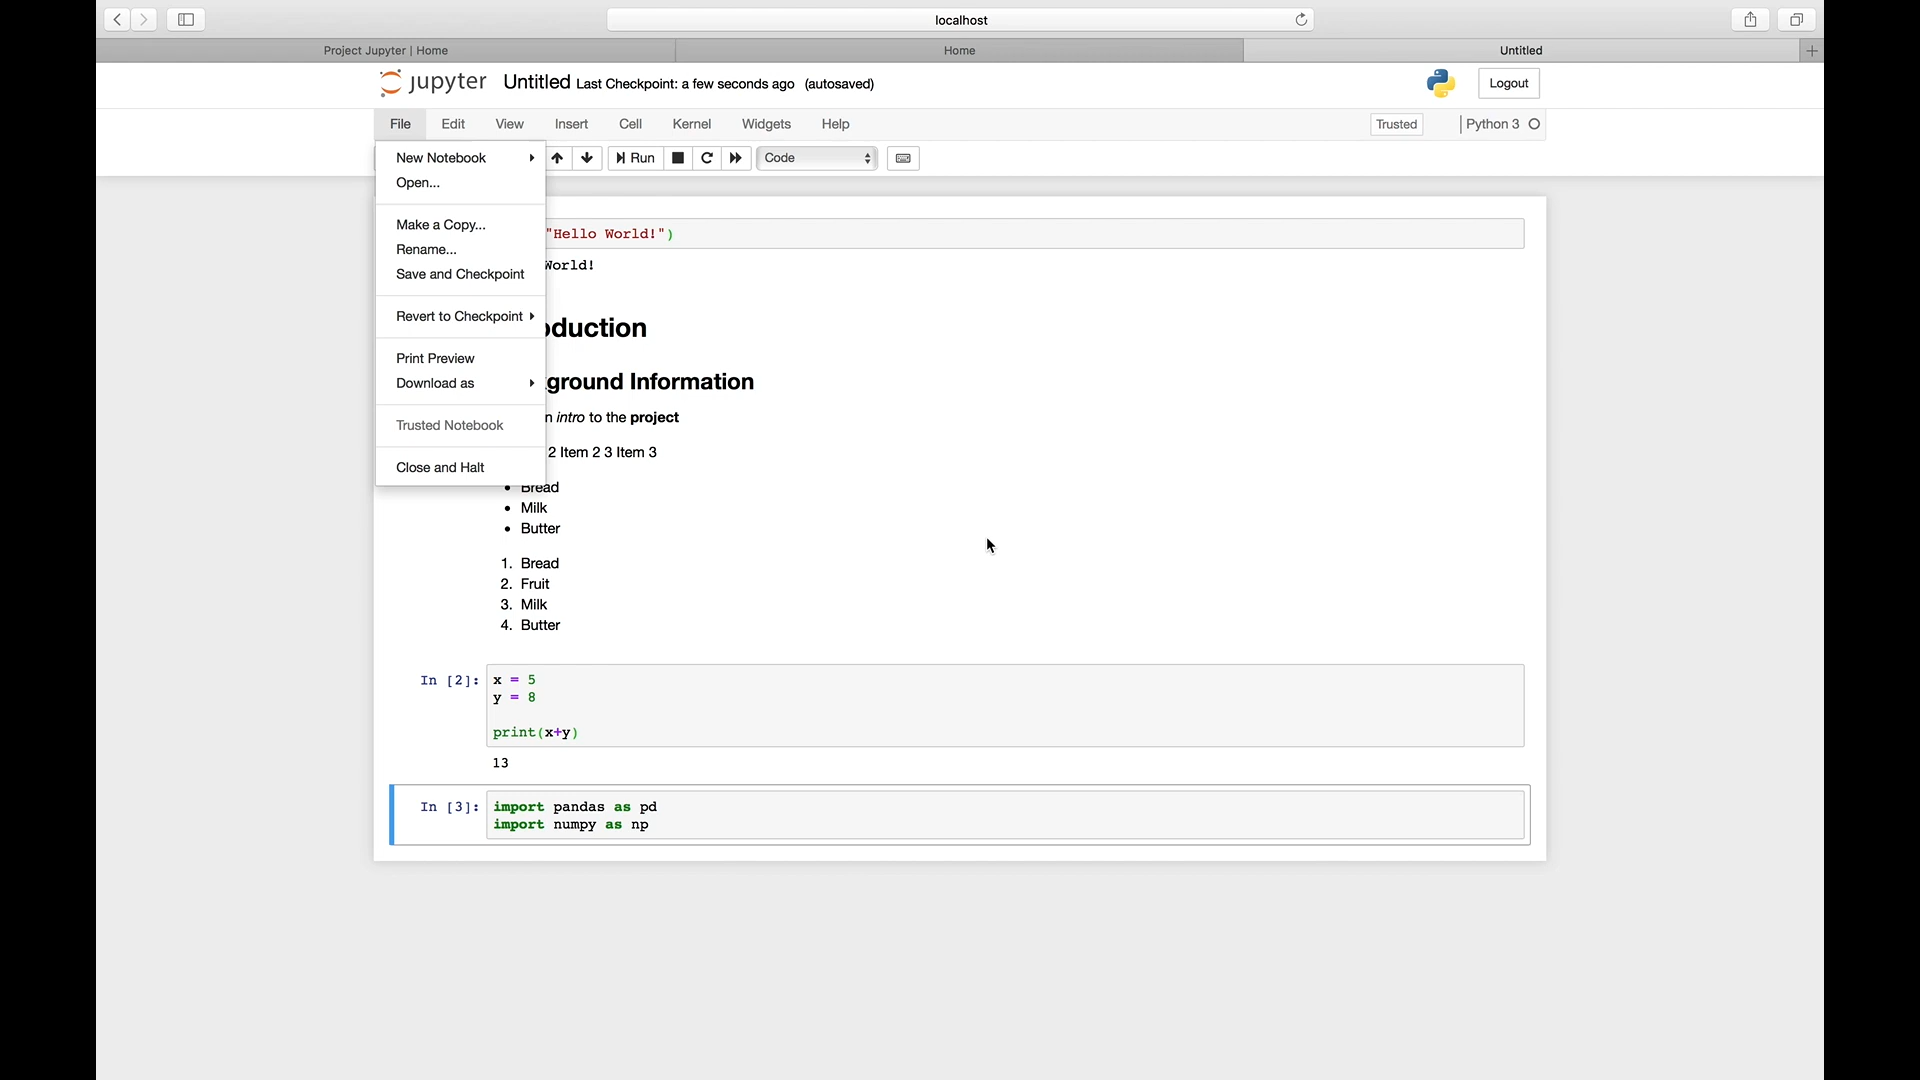 localhost
Project Jupyter | Home
Home
Untitled
jupyter Untitled Last Checkpoint: a few seconds ago (autosaved)
Logout
File Edit View Insert Cell Kernel Widgets Help
Trusted
Python 3
Run
Code
New Notebook
Open...
Make a Copy...
Rename...
Save and Checkpoint
Revert to Checkpoint
Print Preview
Download as
Trusted Notebook
Close and Halt
"Hello World!")
World!
oduction
ground Information
n intro to the project
2 Item 2 3 Item 3
• Bread
• Milk
• Butter
1. Bread
2. Fruit
3. Milk
4. Butter
In [2]: x = 5
y = 8
print(x+y)
13
In [3]: import pandas as pd
import numpy as np